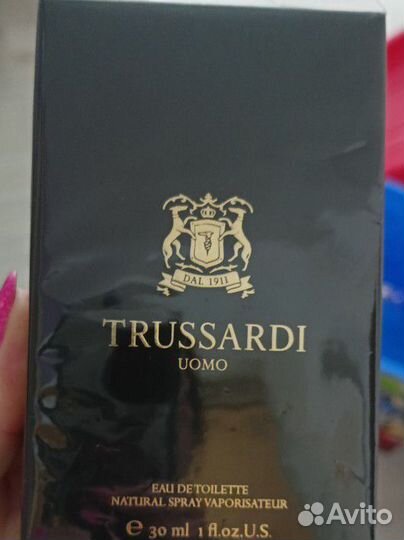 DAL 1911
TRUSSARDI
UOMO
EAU DE TOILETTE
NATURAL SPRAY VAPORISATEUR
e 30 ml 1 fl.oz.U.S.
Avito